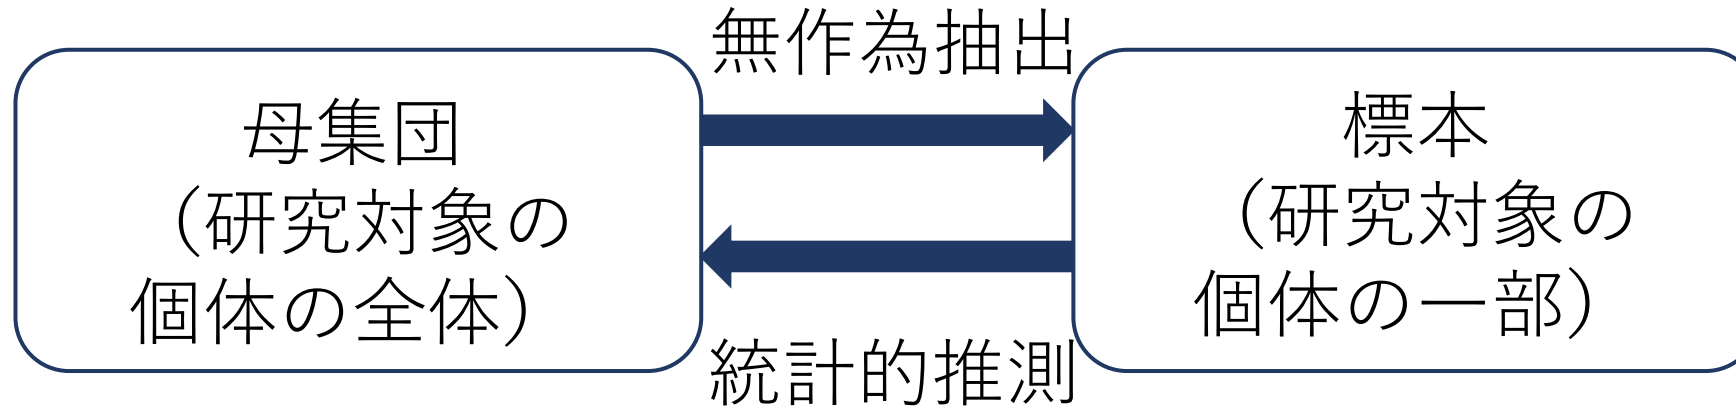 無作為抽出
母集団
（研究対象の
個体の全体）
標本
（研究対象の
個体の一部）
統計的推測